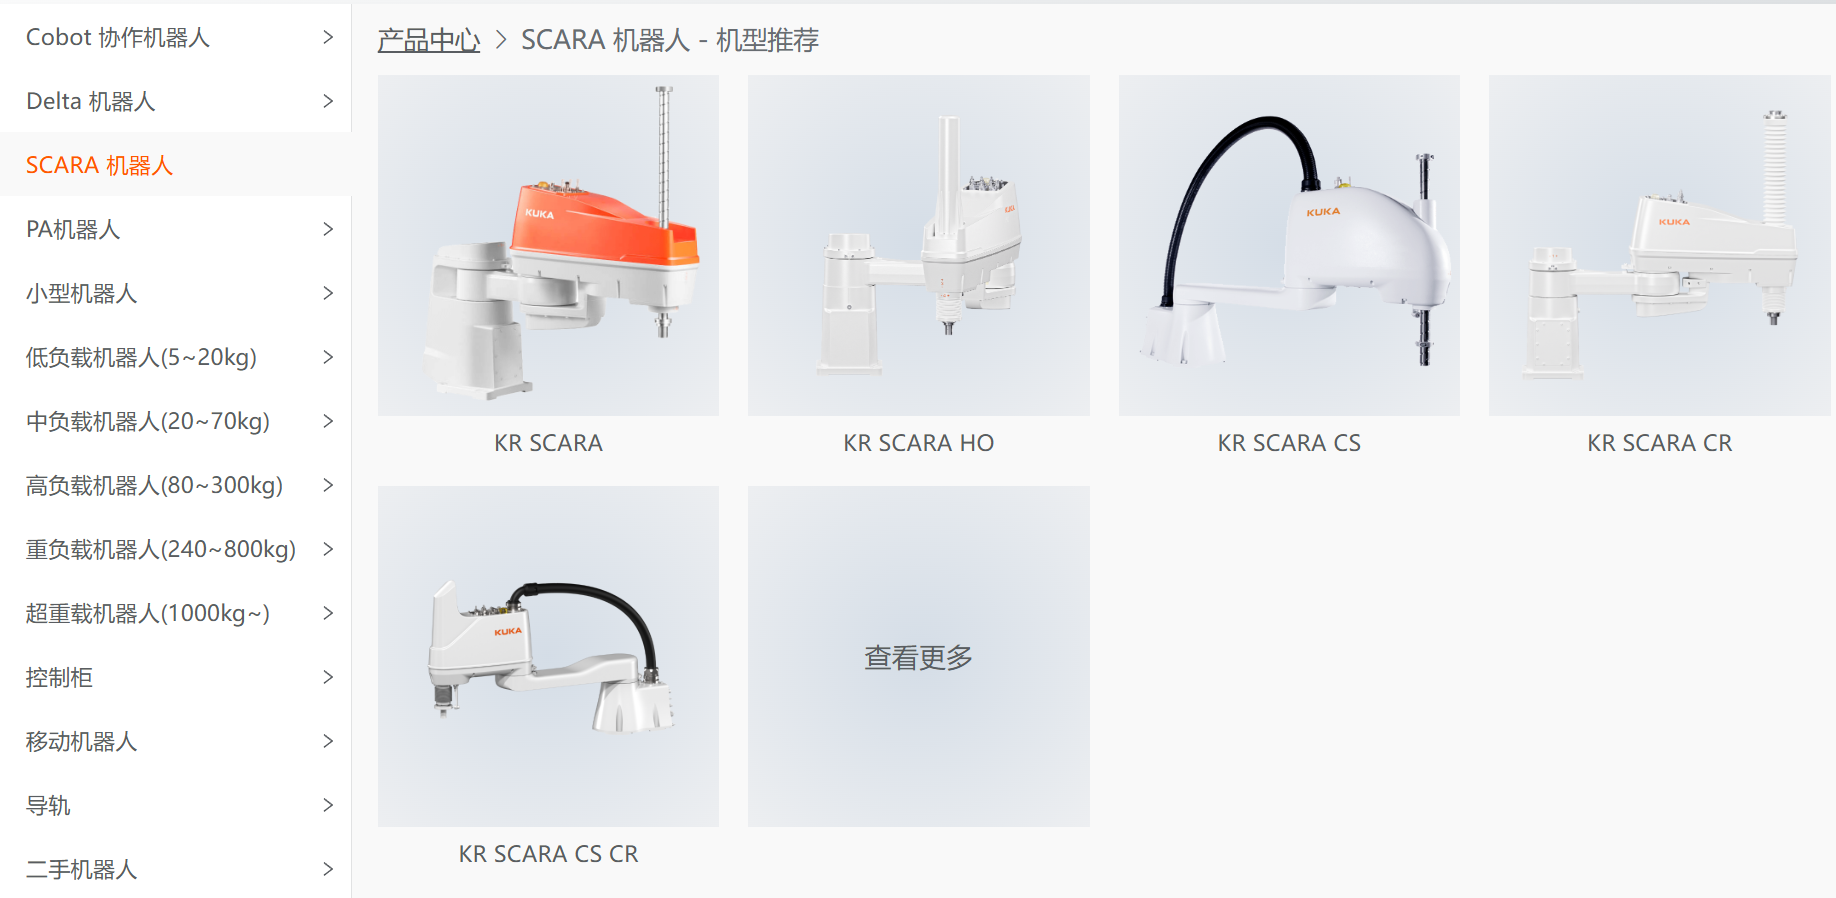 Cobot 协作机器人
Delta 机器人
SCARA 机器人
PA机器人
小型机器人
低负载机器人(5~20kg)
中负载机器人(20~70kg)
高负载机器人(80~300kg)
重负载机器人(240~800kg)
超重载机器人(1000kg~)
控制柜
移动机器人
导轨
二手机器人
产品中心 > SCARA 机器人 - 机型推荐
KUKA
KUKA
KUKA
KUKA
KR SCARA
KR SCARA HO
KR SCARA CS
KR SCARA CR
KUKA
查看更多
KR SCARA CS CR